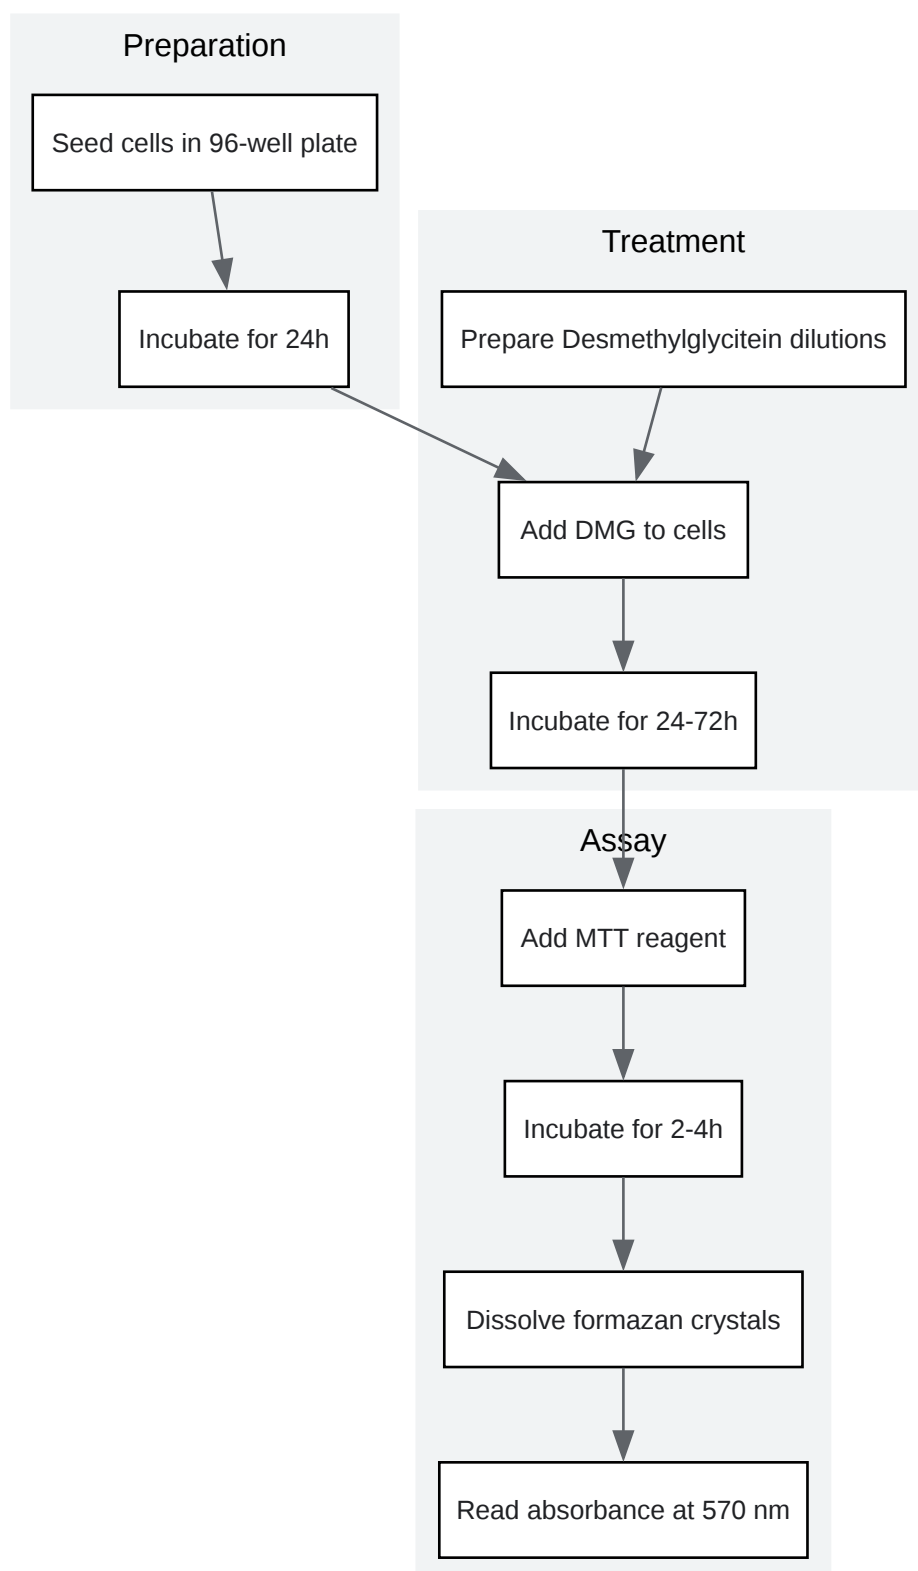 Preparation
Seed cells in 96-well plate
Incubate for 24h
Treatment
Prepare Desmethylglycitein dilutions
Add DMG to cells
Incubate for 24-72h
Assay
Add MTT reagent
Incubate for 2-4h
Dissolve formazan crystals
Read absorbance at 570 nm